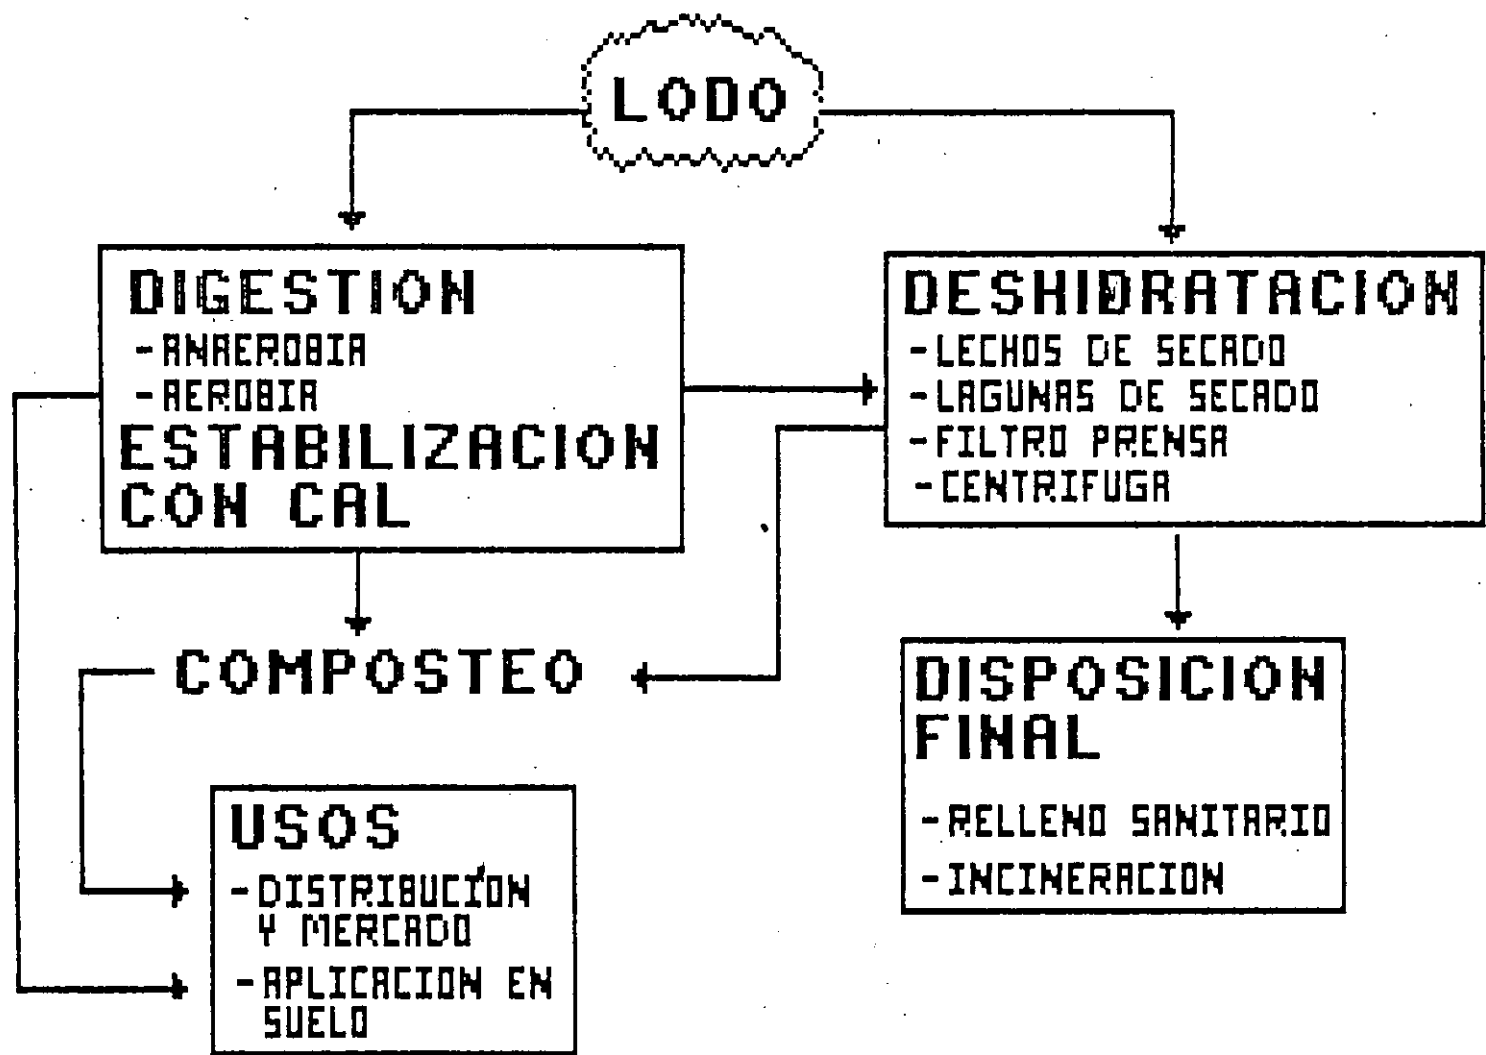 LODO
DIGESTION
-ANAEROBIA
-AEROBIA
ESTABILIZACION
CON CAL
DESHIDRATACION
-LECHOS DE SECADO
-LAGUNAS DE SECADO
-FILTRO PRENSA
-CENTRIFUGA
COMPOSTEO
DISPOSICION
FINAL
-RELLENO SANITARIO
-INCINERACION
USOS
-DISTRIBUCIÓN
Y MERCADO
-APLICACION EN
SUELO